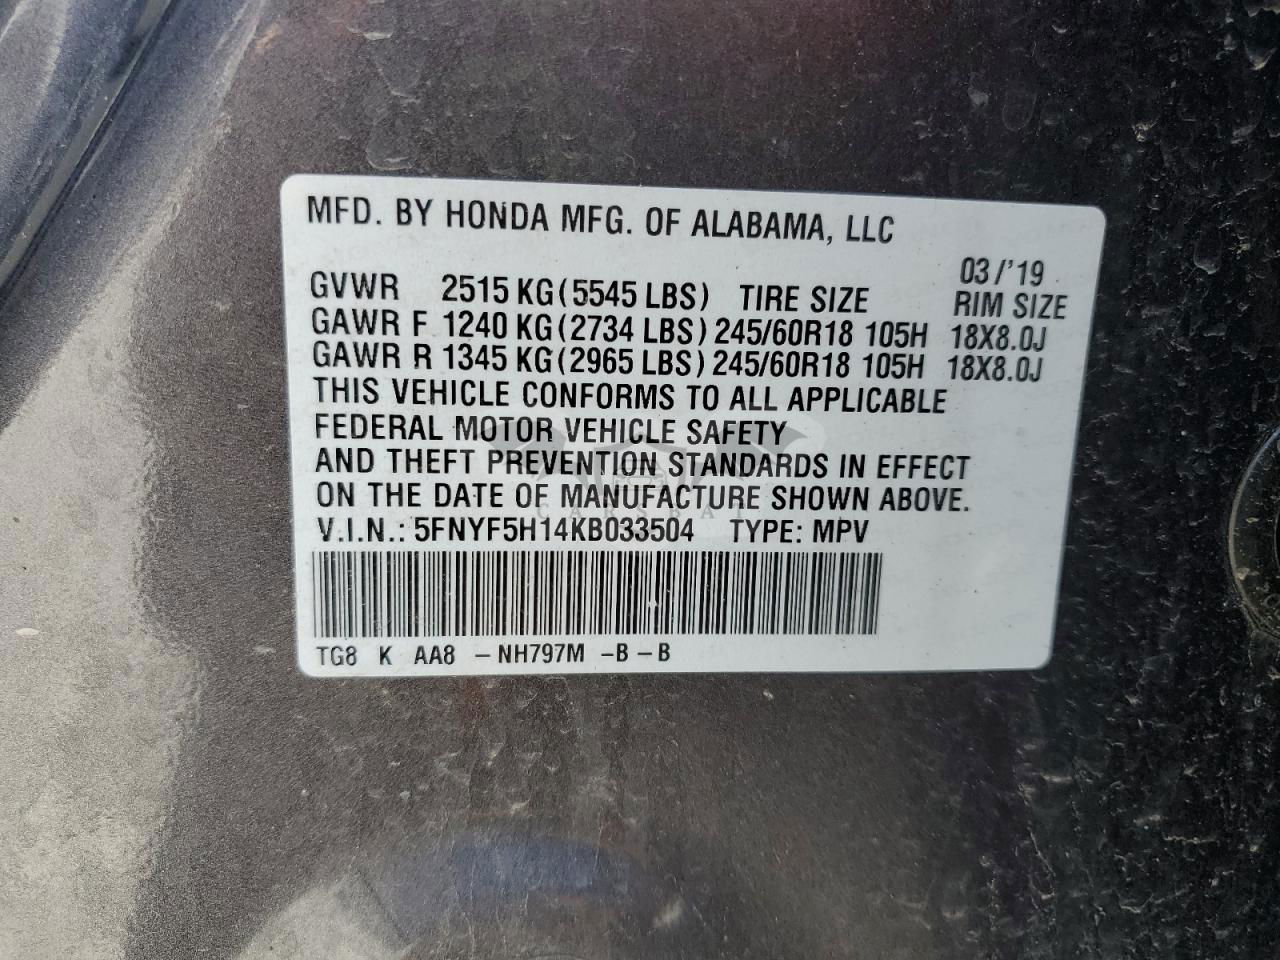 MFD. BY HONDA MFG. OF ALABAMA, LLC
03/'19
GVWR 2515 KG(5545 LBS) TIRE SIZE RIM SIZE
GAWR F 1240 KG(2734 LBS) 245/60R18 105H 18X8.0J
GAWR R 1345 KG(2965 LBS) 245/60R18 105H 18X8.0J
THIS VEHICLE CONFORMS TO ALL APPLICABLE
FEDERAL MOTOR VEHICLE SAFETY
AND THEFT PREVENTION STANDARDS IN EFFECT
ON THE DATE OF MANUFACTURE SHOWN ABOVE.
CARSBAT
V.I.N.: 5FNYF5H14KB033504 TYPE: MPV
TG8 K AA8 -NH797M -B-B